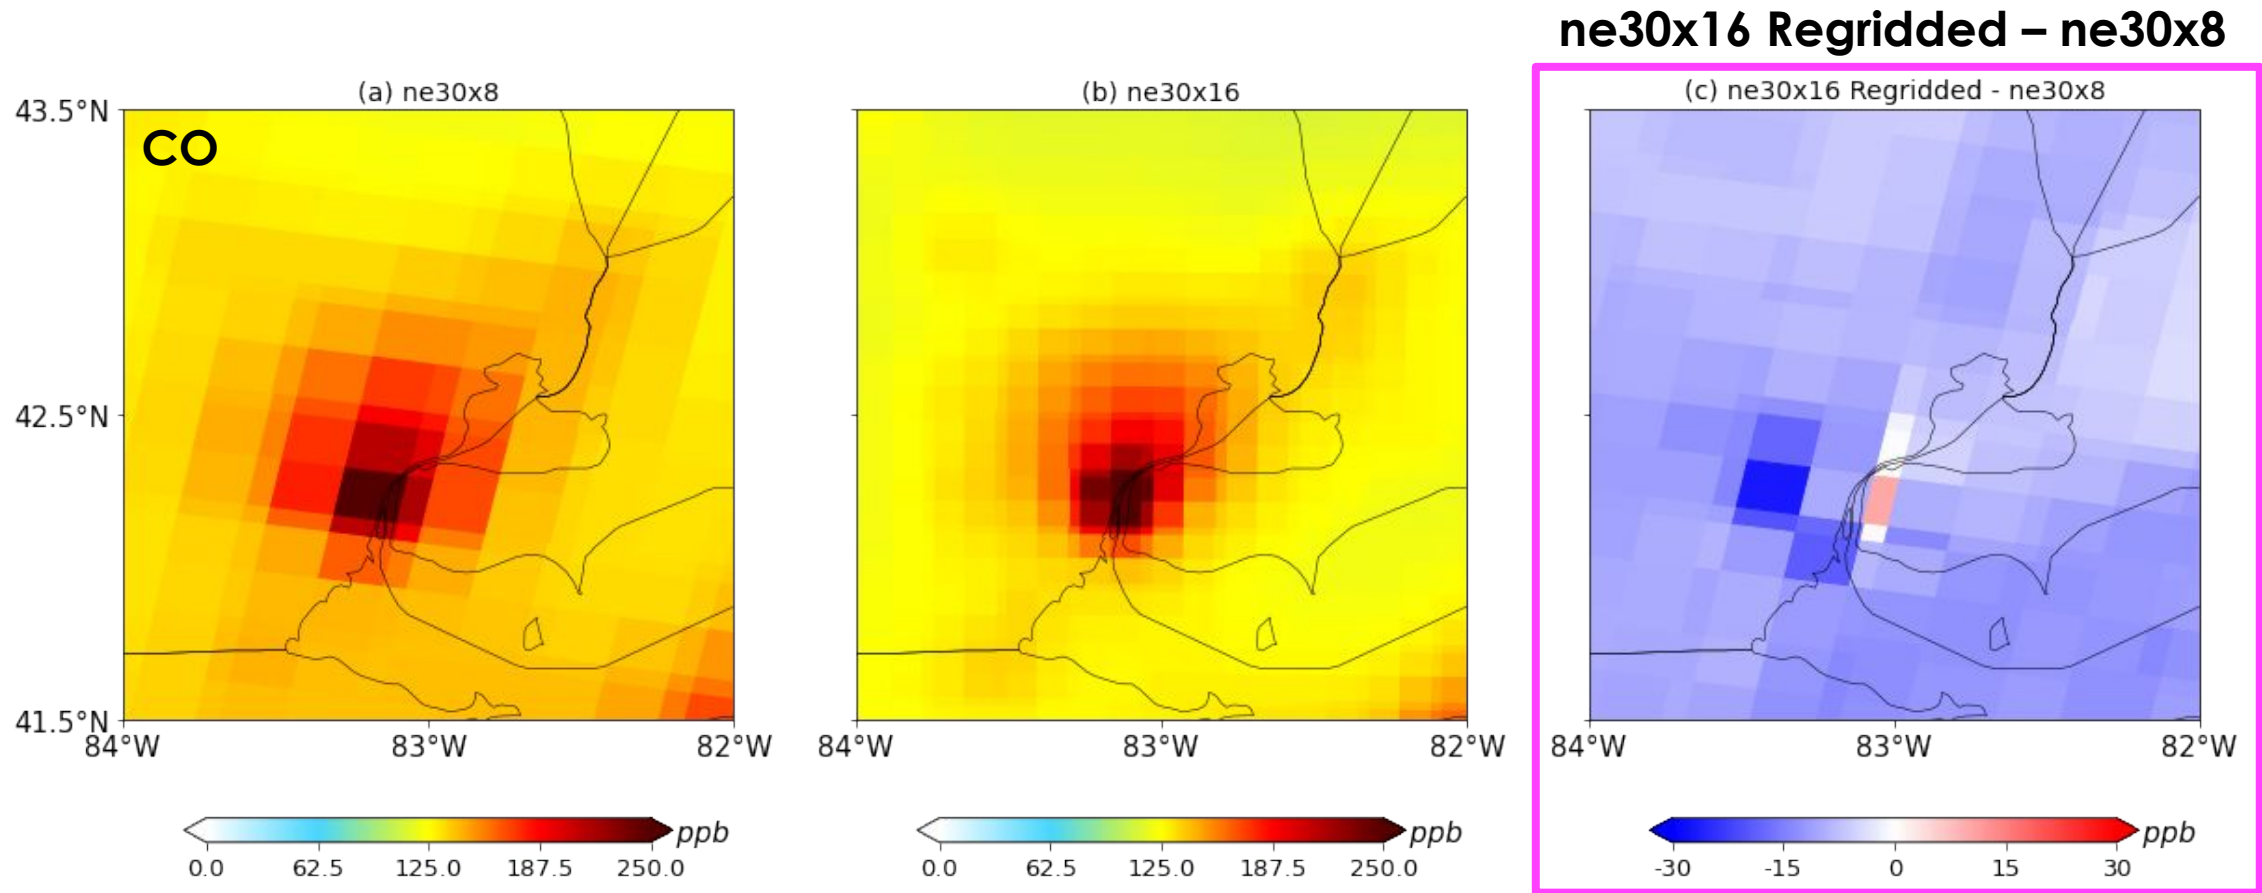 ne30x16 Regridded – ne30x8
(a) ne30x8
(b) ne30x16
(c) ne30x16 Regridded - ne30x8
CO
43.5°N
42.5°N
41.5°N
84°W 83°W 82°W
84°W 83°W 82°W
84°W 83°W 82°W
ppb
0.0 62.5 125.0 187.5 250.0
ppb
0.0 62.5 125.0 187.5 250.0
ppb
-30 -15 0 15 30